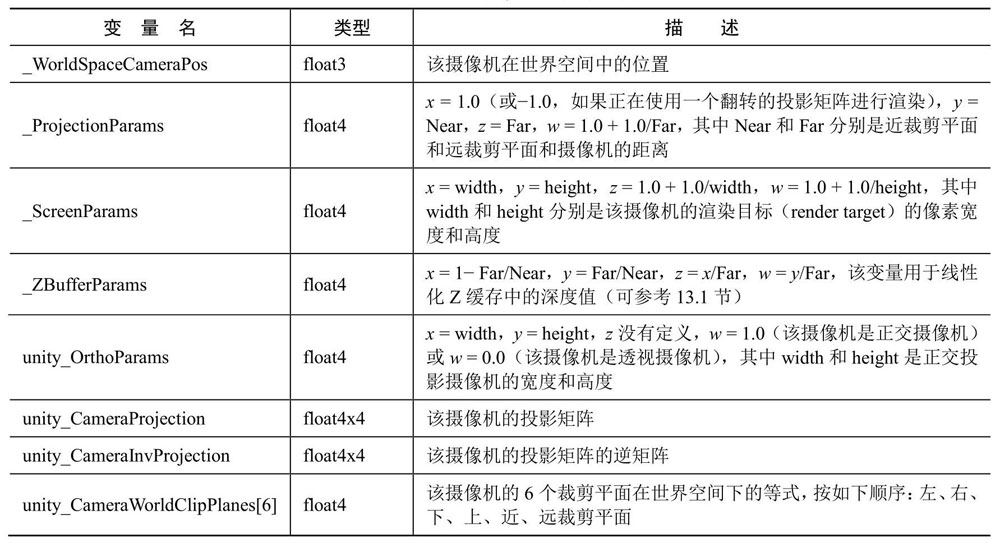 变 量 名 类型 描 述
_WorldSpaceCameraPos float3 该摄像机在世界空间中的位置
_ProjectionParams float4 x = 1.0（或−1.0，如果正在使用一个翻转的投影矩阵进行渲染），y =
Near，z = Far，w = 1.0 + 1.0/Far，其中 Near 和 Far 分别是近裁剪平面
和远裁剪平面和摄像机的距离
_ScreenParams float4 x = width，y = height，z = 1.0 + 1.0/width，w = 1.0 + 1.0/height，其中
width 和 height 分别是该摄像机的渲染目标（render target）的像素宽
度和高度
_ZBufferParams float4 x = 1− Far/Near，y = Far/Near，z = x/Far，w = y/Far，该变量用于线性
化 Z 缓存中的深度值（可参考 13.1 节）
unity_OrthoParams float4 x = width，y = height，z 没有定义，w = 1.0（该摄像机是正交摄像机）
或 w = 0.0（该摄像机是透视摄像机），其中 width 和 height 是正交投
影摄像机的宽度和高度
unity_CameraProjection float4x4 该摄像机的投影矩阵
unity_CameraInvProjection float4x4 该摄像机的投影矩阵的逆矩阵
unity_CameraWorldClipPlanes[6] float4 该摄像机的 6 个裁剪平面在世界空间下的等式，按如下顺序：左、右、
下、上、近、远裁剪平面